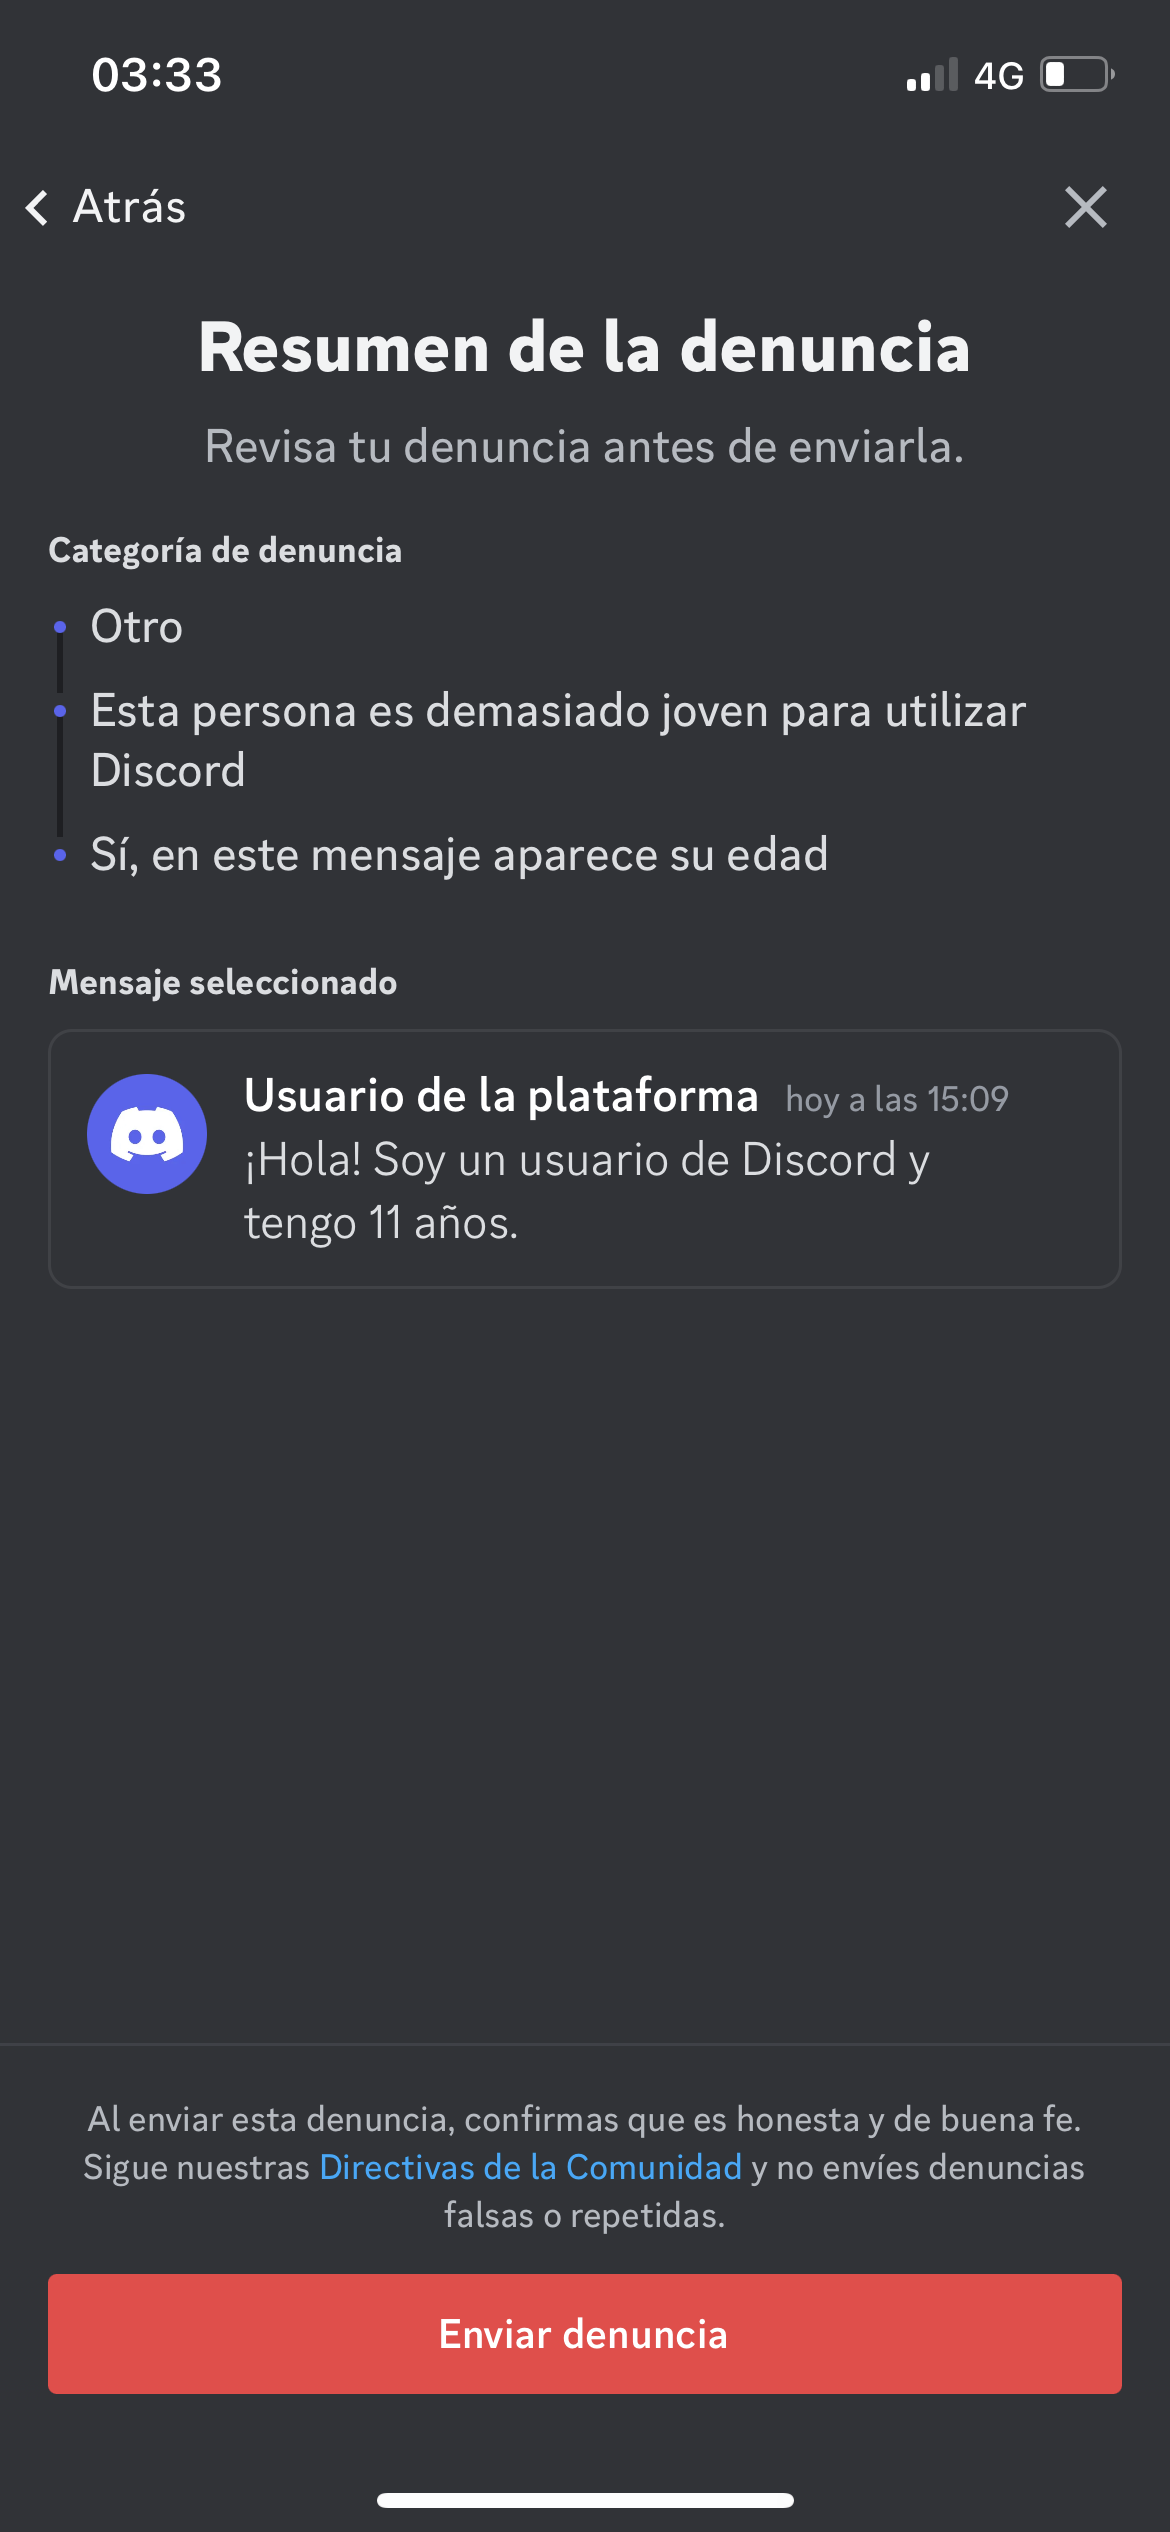 03:33
4G
Atrás
Resumen de la denuncia
Revisa tu denuncia antes de enviarla.
Categoría de denuncia
Otro
Esta persona es demasiado joven para utilizar
Discord
Sí, en este mensaje aparece su edad
Mensaje seleccionado
Usuario de la plataforma hoy a las 15:09
¡Hola! Soy un usuario de Discord y
tengo 11 años.
Al enviar esta denuncia, confirmas que es honesta y de buena fe.
Sigue nuestras Directivas de la Comunidad y no envíes denuncias
falsas o repetidas.
Enviar denuncia